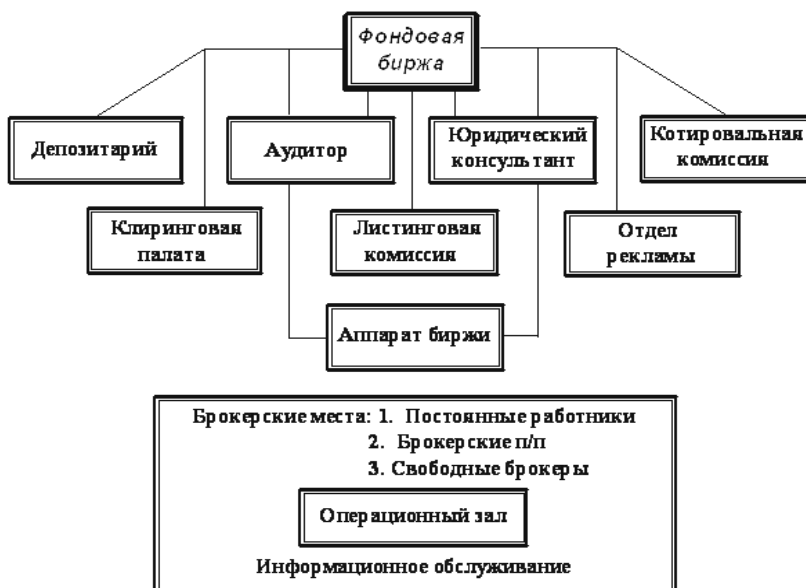 Фондовая
биржа
Депозитарий
Аудитор
Юридический
консультант
Котировальная
комиссия
Клиринговая
палата
Листинговая
комиссия
Отдел
рекламы
Аппарат биржи
Брокерские места: 1. Постоянные работники
2. Брокерские п/п
3. Свободные брокеры
Операционный зал
Информационное обслуживание